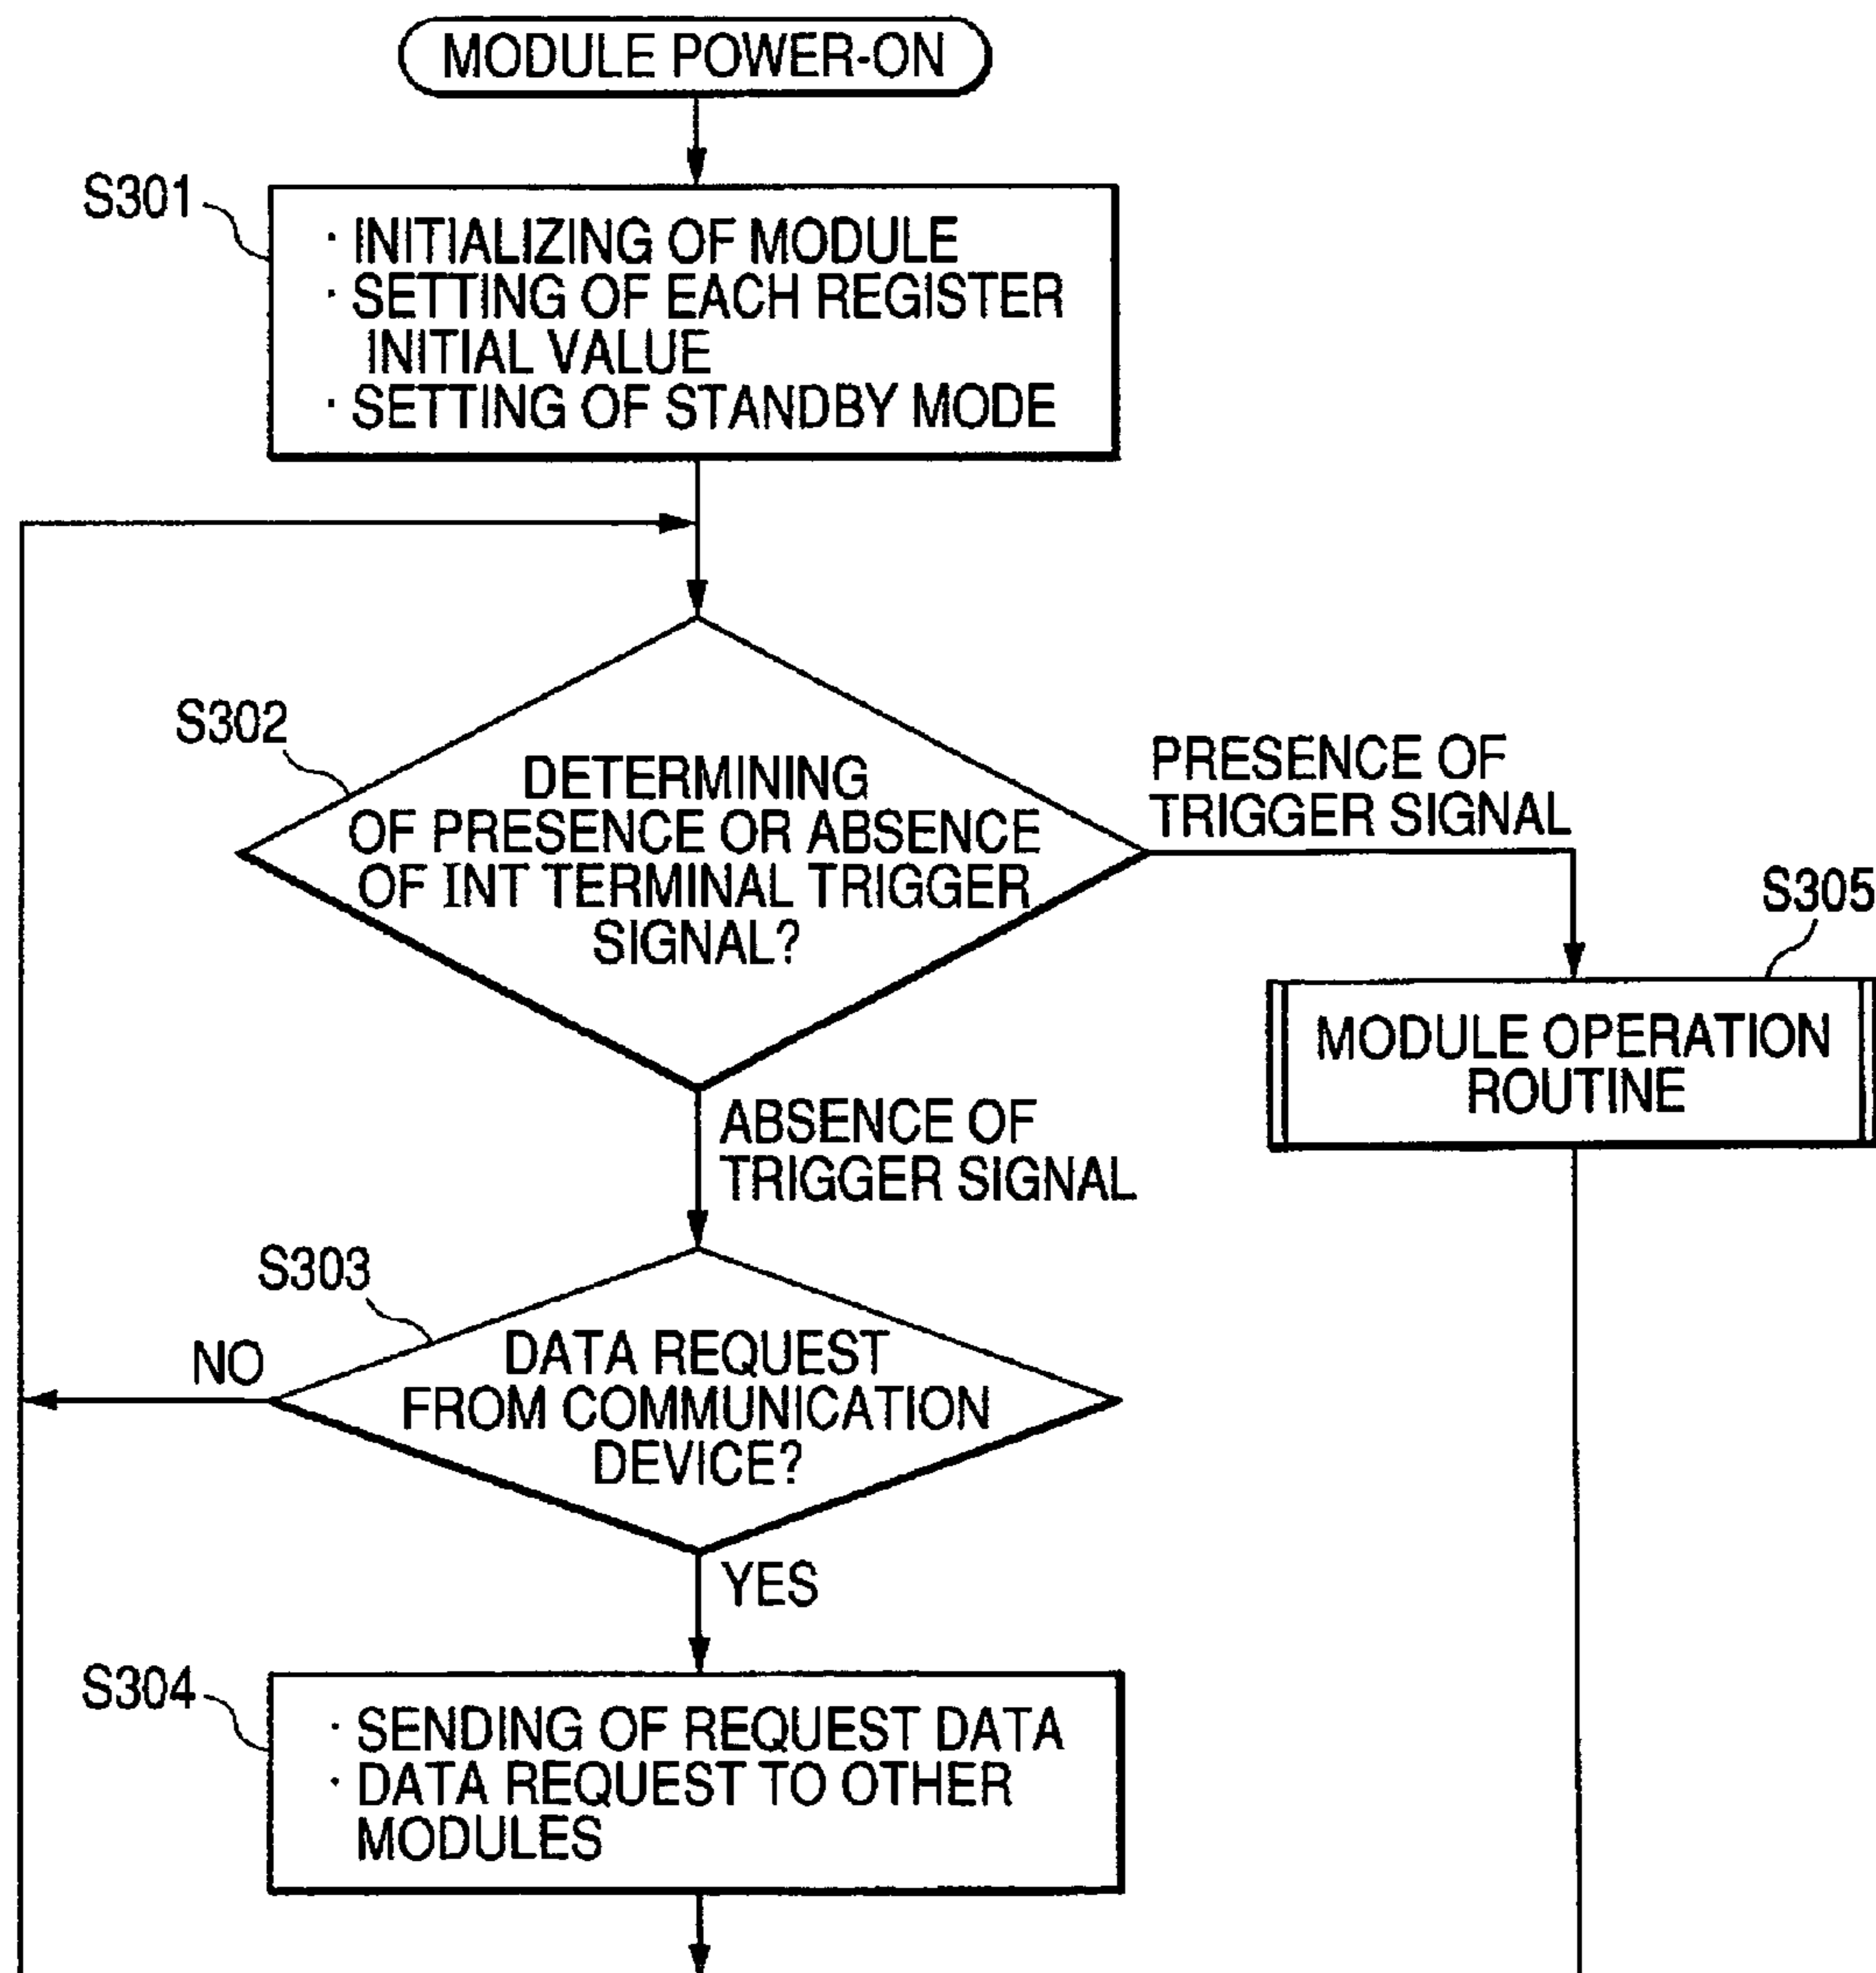 MODULE POWER-ON
S301
· INITIALIZING OF MODULE
· SETTING OF EACH REGISTER
INITIAL VALUE
· SETTING OF STANDBY MODE
S302
DETERMINING
OF PRESENCE OR ABSENCE
OF INT TERMINAL TRIGGER
SIGNAL?
PRESENCE OF
TRIGGER SIGNAL
S305
MODULE OPERATION
ROUTINE
ABSENCE OF
TRIGGER SIGNAL
S303
NO
DATA REQUEST
FROM COMMUNICATION
DEVICE?
YES
S304
· SENDING OF REQUEST DATA
· DATA REQUEST TO OTHER
MODULES